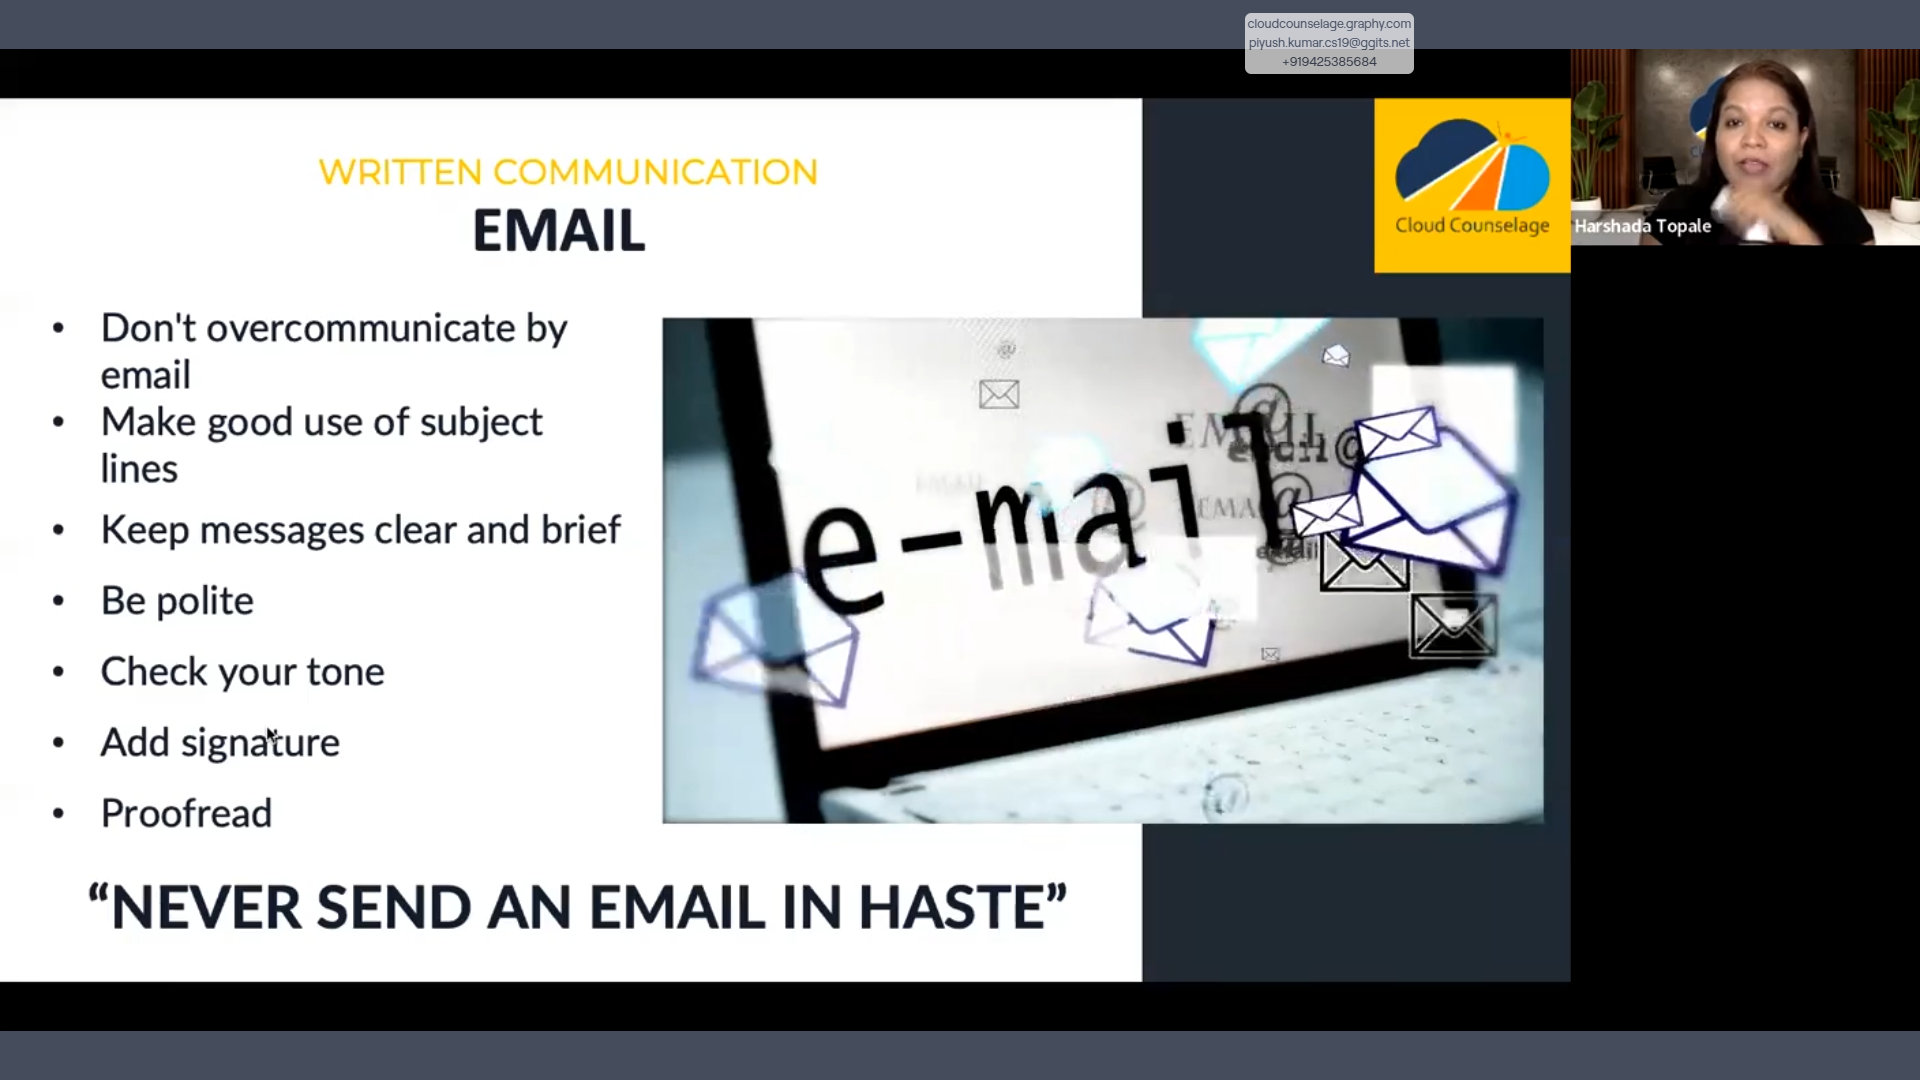 cloudcounselage.graphy.com
piyush.kumar.cs19@ggits.net
+919425385684
WRITTEN COMMUNICATION
EMAIL
Cloud Counselage
Harshada Topale
• Don't overcommunicate by
email
• Make good use of subject
lines
• Keep messages clear and brief
• Be polite
• Check your tone
• Add signature
• Proofread
e-mail
EMAIL
email
email
“NEVER SEND AN EMAIL IN HASTE”